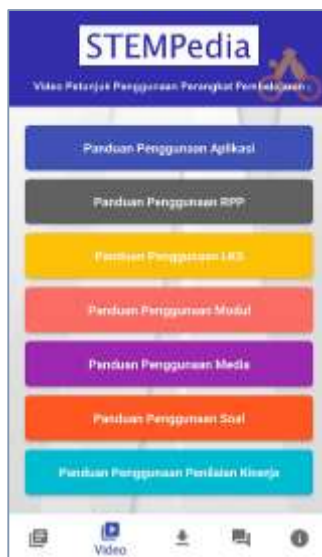 STEMPedia
Video Petunjuk Penggunaan Perangkat Pembelajaran
Panduan Penggunaan Aplikasi
Panduan Penggunaan RPP
Panduan Penggunaan LKS
Panduan Penggunaan Modul
Panduan Penggunaan Media
Panduan Penggunaan Soal
Panduan Penggunaan Penilaian Kinerja
Video